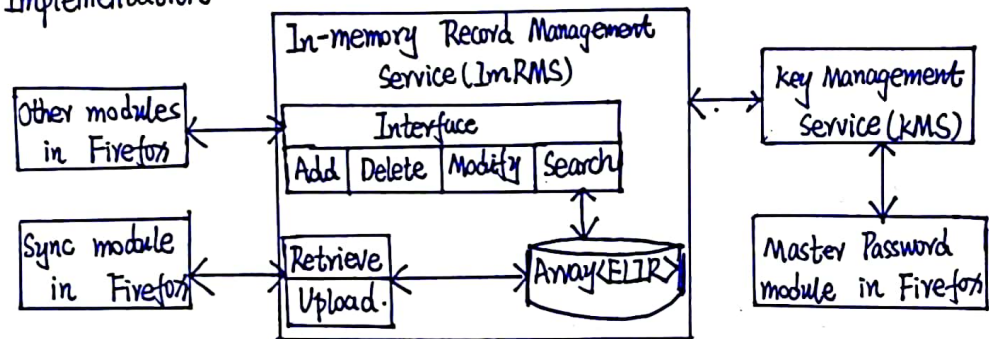 Implementation
In-memory Record Management
Service (ImRMS)
Other modules
in Firefox
Interface
Add
Delete
Modify
Search
Key Management
Service (KMS)
Sync module
in Firefox
Retrieve
Upload.
Array<ELIR>
Master Password
module in Firefox